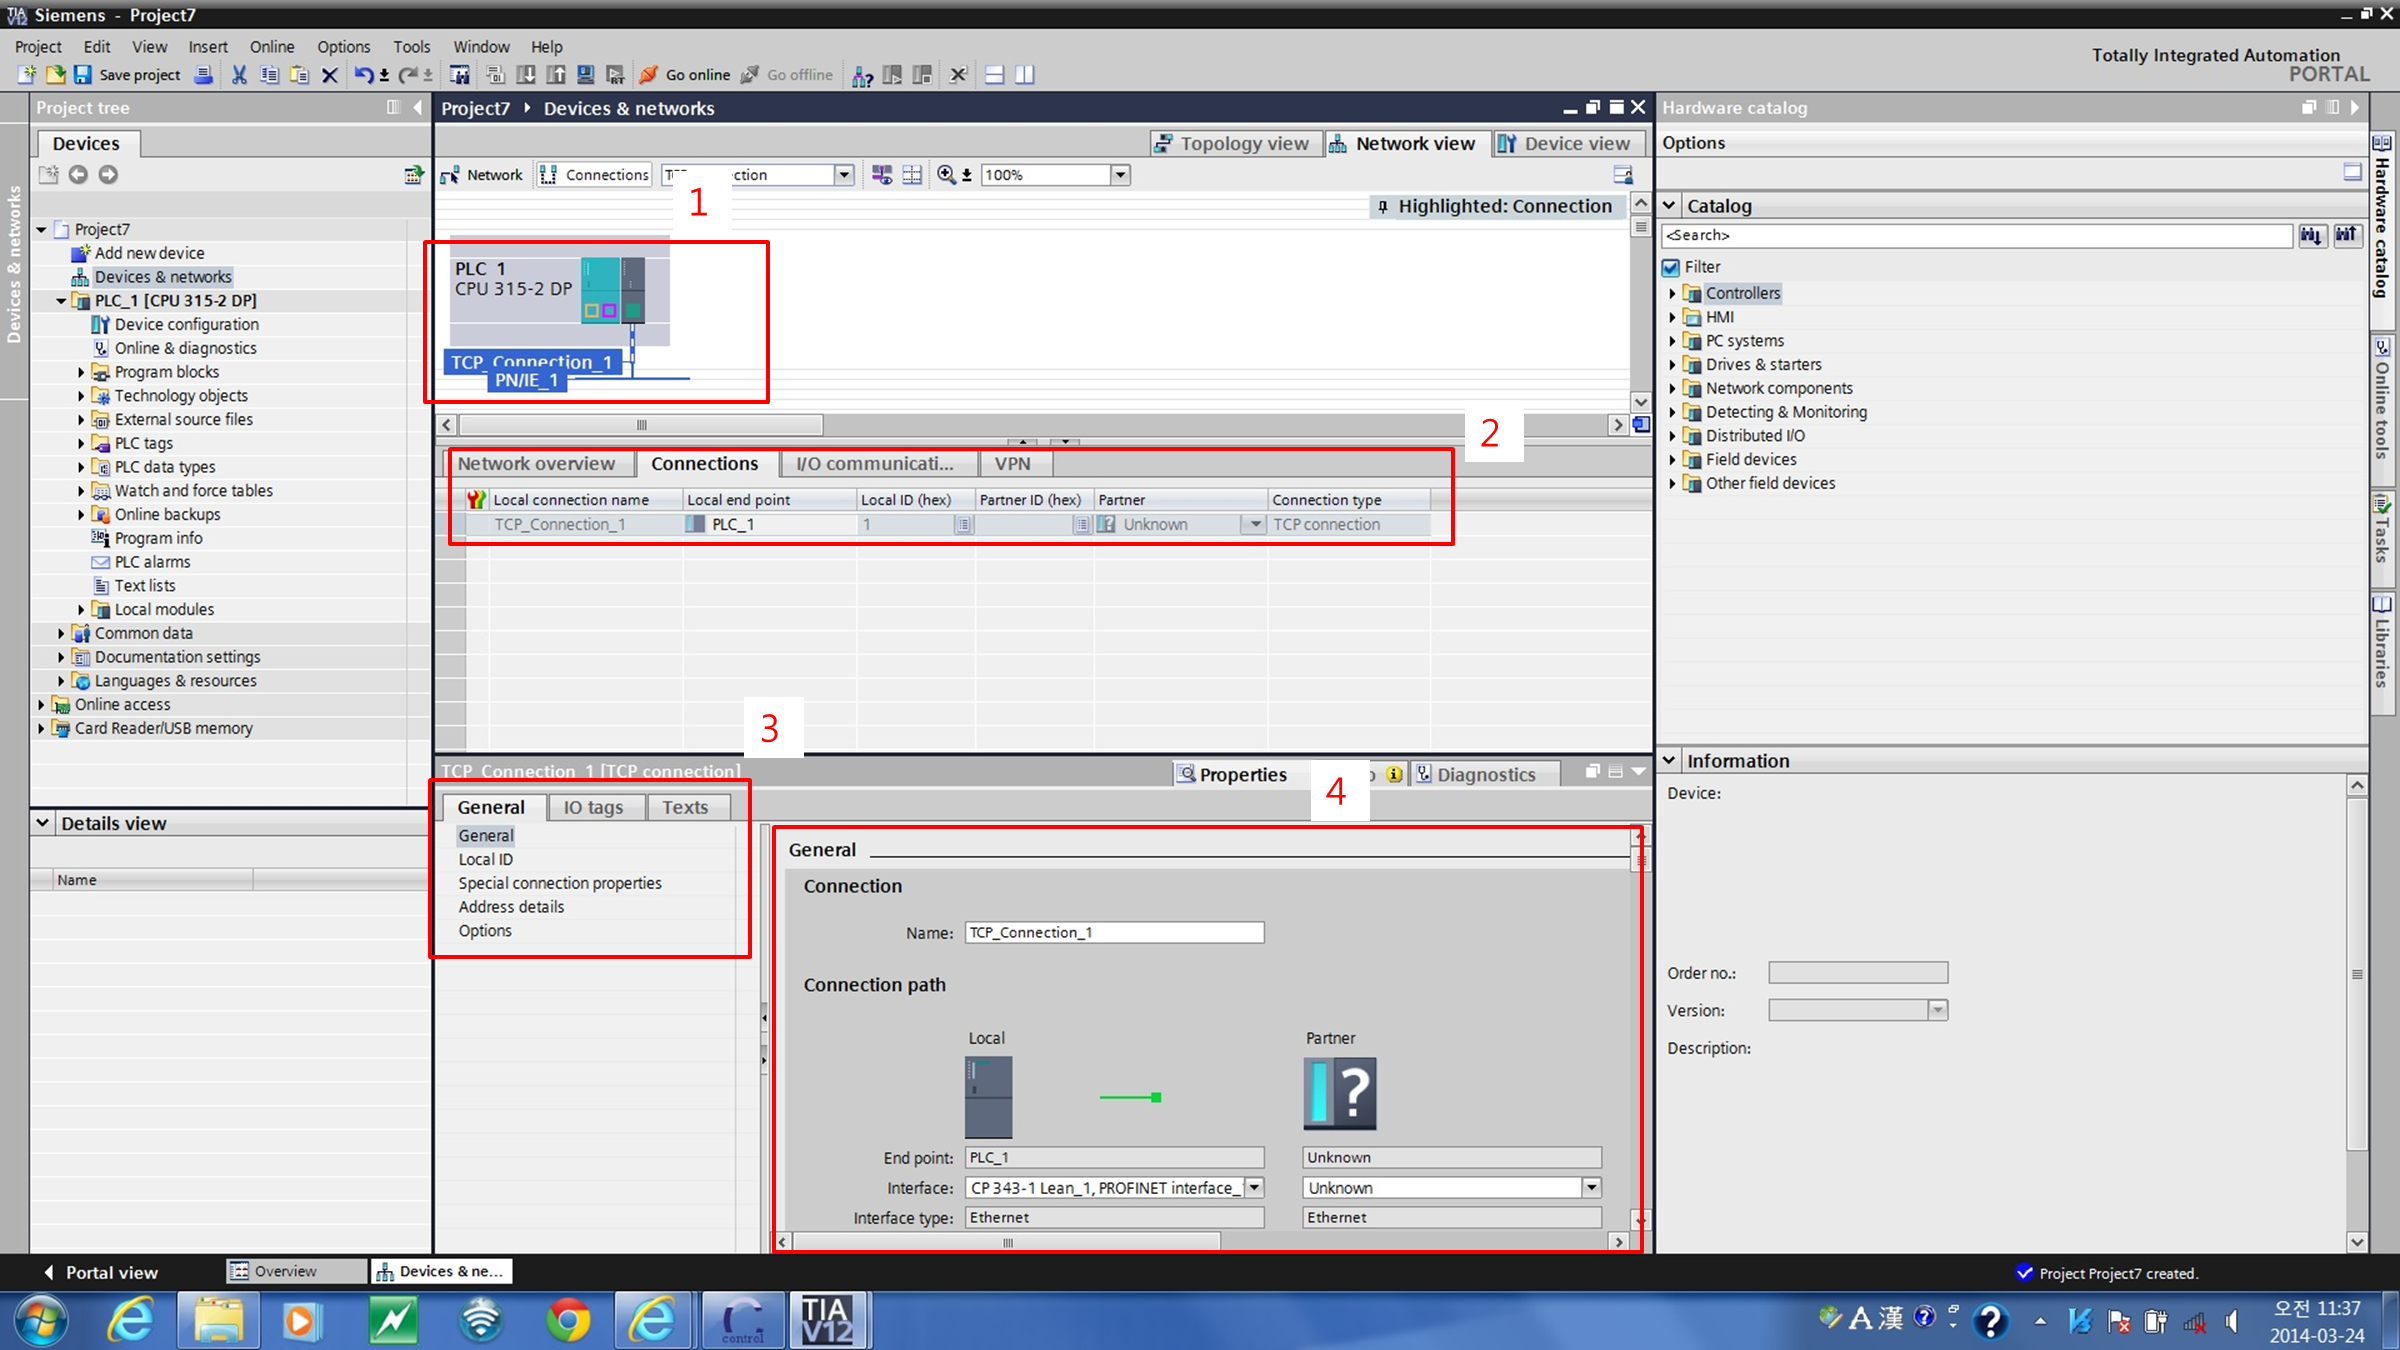 Siemens - Project7
Project Edit View Insert Online Options Tools Window Help
Totally Integrated Automation
PORTAL
Save project
Go online
Go offline
Project tree
Devices
Devices & networks
Project7
Add new device
Devices & networks
PLC_1 [CPU 315-2 DP]
Device configuration
Online & diagnostics
Program blocks
Technology objects
External source files
PLC tags
PLC data types
Watch and force tables
Online backups
Program info
PLC alarms
Text lists
Local modules
Common data
Documentation settings
Languages & resources
Online access
Card Reader/USB memory
Details view
Name
Project7 Devices & networks
Topology view
Network view
Device view
Network
Connections
100%
1
Highlighted: Connection
PLC_1
CPU 315-2 DP
TCP_Connection_1
PN/IE_1
2
Network overview
Connections
I/O communicati...
VPN
Local connection name
Local end point
Local ID (hex)
Partner ID (hex)
Partner
Connection type
TCP_Connection_1
PLC_1
1
Unknown
TCP connection
3
TCP_Connection_1 [TCP connection]
Properties
Diagnostics
4
General
IO tags
Texts
General
Local ID
Special connection properties
Address details
Options
General
Connection
Name: TCP_Connection_1
Connection path
Local
Partner
?
End point: PLC_1
Unknown
Interface: CP 343-1 Lean_1, PROFINET interface_
Unknown
Interface type: Ethernet
Ethernet
Hardware catalog
Options
Catalog
<Search>
Filter
Controllers
HMI
PC systems
Drives & starters
Network components
Detecting & Monitoring
Distributed I/O
Field devices
Other field devices
Information
Device:
Order no.:
Version:
Description:
Hardware catalog
Online tools
Tasks
Libraries
Portal view
Overview
Devices & ne...
Project Project7 created.
control
TIA
V12
A 漢
오전 11:37
2014-03-24